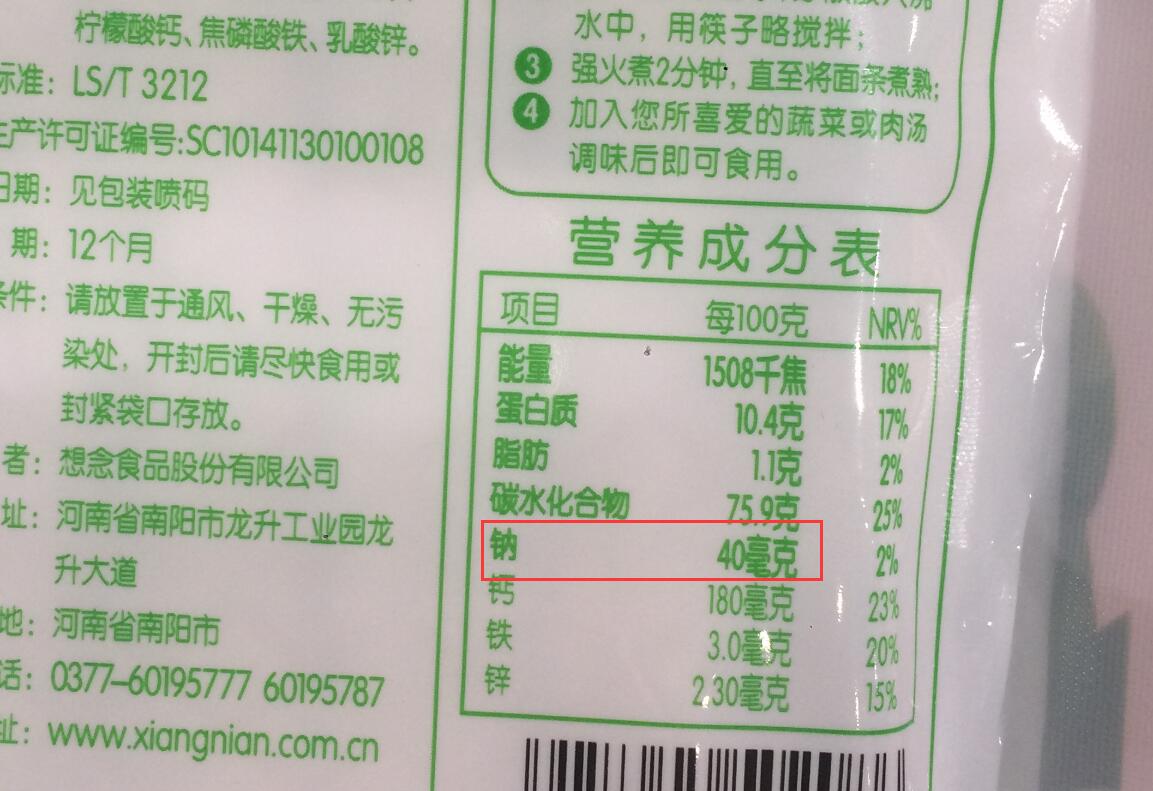 柠檬酸钙、焦磷酸铁、乳酸锌。
标准：LS/T 3212
生产许可证编号:SC10141130100108
日期：见包装喷码
期：12个月
条件：请放置于通风、干燥、无污
染处，开封后请尽快食用或
封紧袋口存放。
者：想念食品股份有限公司
址：河南省南阳市龙升工业园龙
升大道
地：河南省南阳市
话：0377-60195777 60195787
址：www.xiangnian.com.cn
水中，用筷子略搅拌；
3 强火煮2分钟，直至将面条煮熟；
4 加入您所喜爱的蔬菜或肉汤
调味后即可食用。
营养成分表
项目 每100克 NRV%
能量 1508千焦 18%
蛋白质 10.4克 17%
脂肪 1.1克 2%
碳水化合物 75.9克 25%
钠 40毫克 2%
钙 180毫克 23%
铁 3.0毫克 20%
锌 2.30毫克 15%